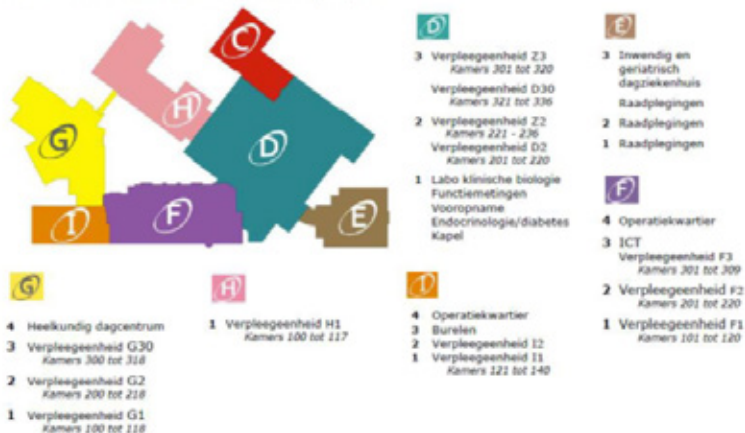 C
H
G
D
I
F
E
D
3 Verpleegeenheid Z3
Kamers 301 tot 320
Verpleegeenheid D30
Kamers 321 tot 336
2 Verpleegeenheid Z2
Kamers 221 - 236
Verpleegeenheid D2
Kamers 201 tot 220
1 Labo klinische biologie
Functiemetingen
Vooropname
Endocrinologie/diabetes
Kapel
E
3 Inwendig en
geriatrisch
dagziekenhuis
Raadplegingen
2 Raadplegingen
1 Raadplegingen
F
4 Operatiekwartier
3 ICT
Verpleegeenheid F3
Kamers 301 tot 309
2 Verpleegeenheid F2
Kamers 201 tot 220
1 Verpleegeenheid F1
Kamers 101 tot 120
G
4 Heelkundig dagcentrum
3 Verpleegeenheid G30
Kamers 300 tot 318
2 Verpleegeenheid G2
Kamers 200 tot 218
1 Verpleegeenheid G1
Kamers 100 tot 118
H
1 Verpleegeenheid H1
Kamers 100 tot 117
I
4 Operatiekwartier
3 Burelen
2 Verpleegeenheid I2
1 Verpleegeenheid I1
Kamers 121 tot 140